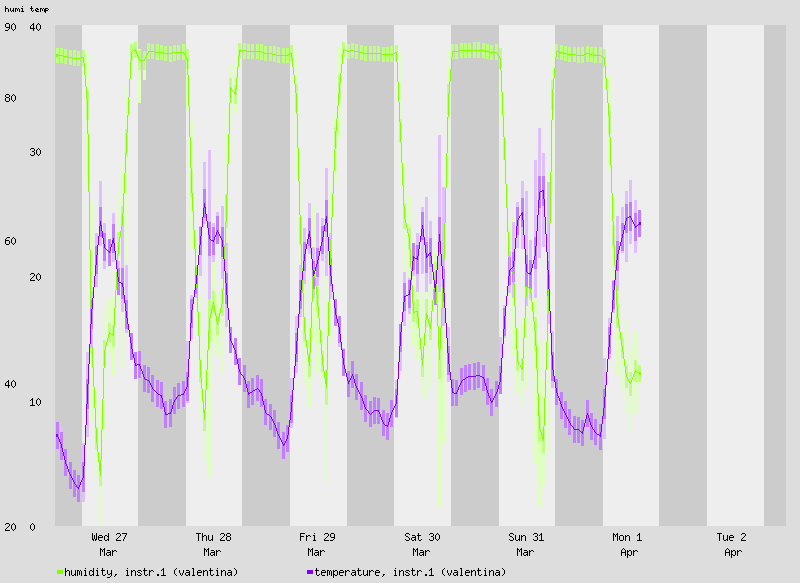 humi temp
90 40
80
30
60
20
40
10
20 0
Wed 27 Thu 28 Fri 29 Sat 30 Sun 31 Mon 1 Tue 2
Mar Mar Mar Mar Mar Apr Apr
humidity, instr.1 (valentina) temperature, instr.1 (valentina)